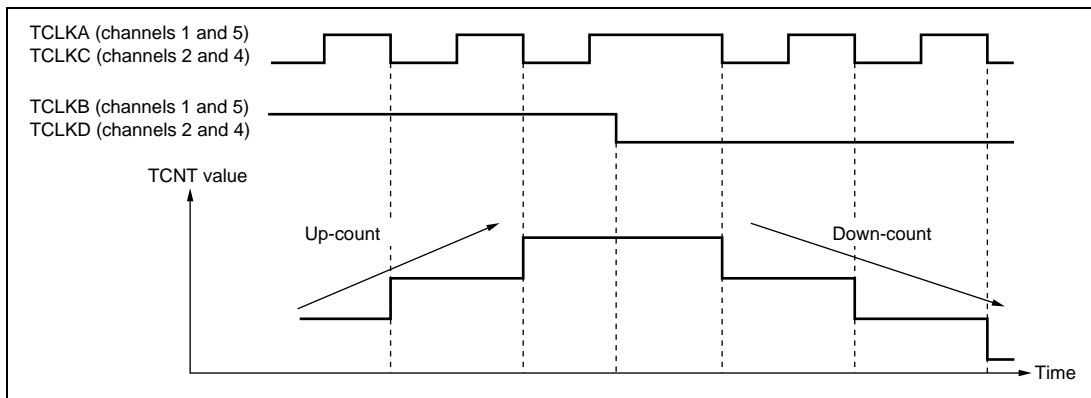 TCLKA (channels 1 and 5)
TCLKC (channels 2 and 4)
TCLKB (channels 1 and 5)
TCLKD (channels 2 and 4)
TCNT value
Up-count
Down-count
Time